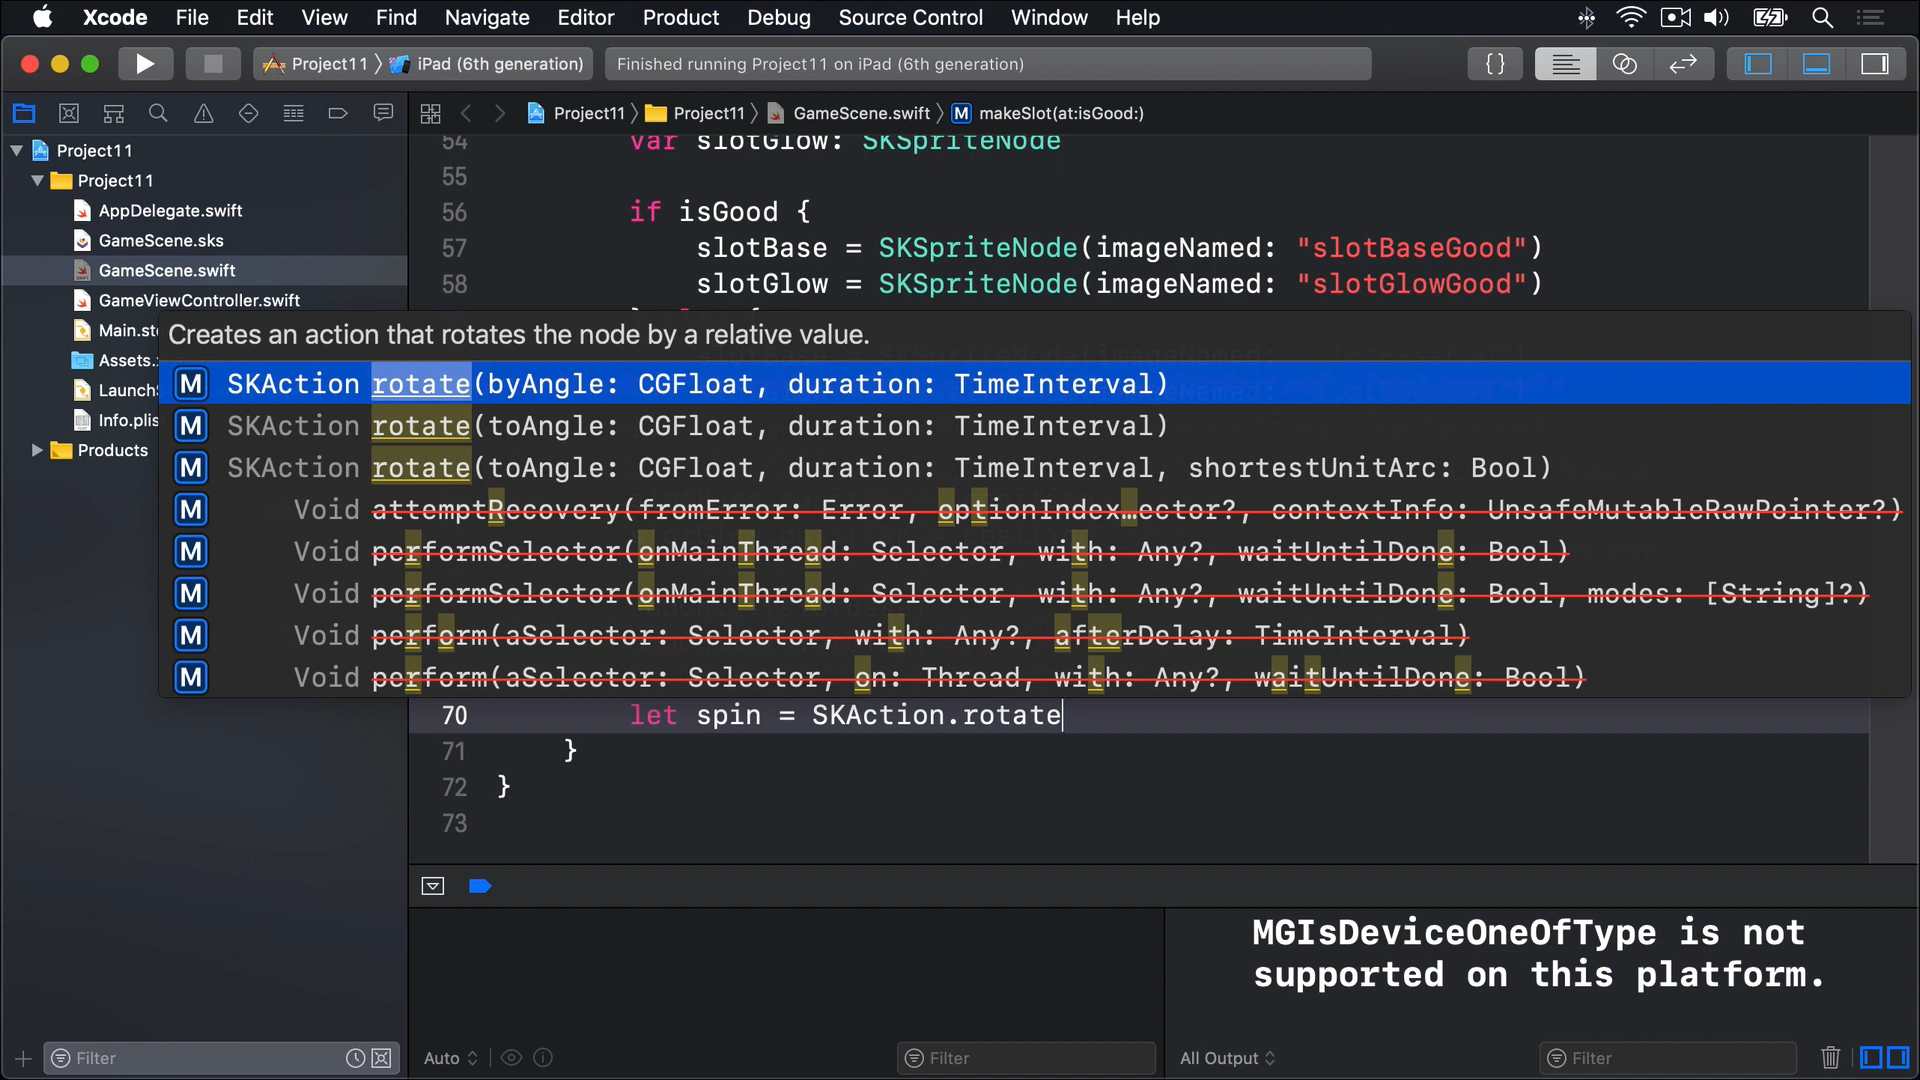 Xcode File Edit View Find Navigate Editor Product Debug Source Control Window Help
Project11 iPad (6th generation) Finished running Project11 on iPad (6th generation) {}
Project11 Project11 GameScene.swift M makeSlot(at:isGood:)
Project11
Project11
AppDelegate.swift
GameScene.sks
GameScene.swift
GameViewController.swift
Main.sto
Assets.
LaunchS
Info.plis
Products
54 var slotGlow: SKSpriteNode
55
56 if isGood {
57 slotBase = SKSpriteNode(imageNamed: "slotBaseGood")
58 slotGlow = SKSpriteNode(imageNamed: "slotGlowGood")
Creates an action that rotates the node by a relative value.
M SKAction rotate(byAngle: CGFloat, duration: TimeInterval)
M SKAction rotate(toAngle: CGFloat, duration: TimeInterval)
M SKAction rotate(toAngle: CGFloat, duration: TimeInterval, shortestUnitArc: Bool)
M Void attemptRecovery(fromError: Error, optionIndex…ector?, contextInfo: UnsafeMutableRawPointer?)
M Void performSelector(onMainThread: Selector, with: Any?, waitUntilDone: Bool)
M Void performSelector(onMainThread: Selector, with: Any?, waitUntilDone: Bool, modes: [String]?)
M Void perform(aSelector: Selector, with: Any?, afterDelay: TimeInterval)
M Void perform(aSelector: Selector, on: Thread, with: Any?, waitUntilDone: Bool)
70 let spin = SKAction.rotate
71 }
72 }
73
MGIsDeviceOneOfType is not
supported on this platform.
Filter Auto Filter All Output Filter